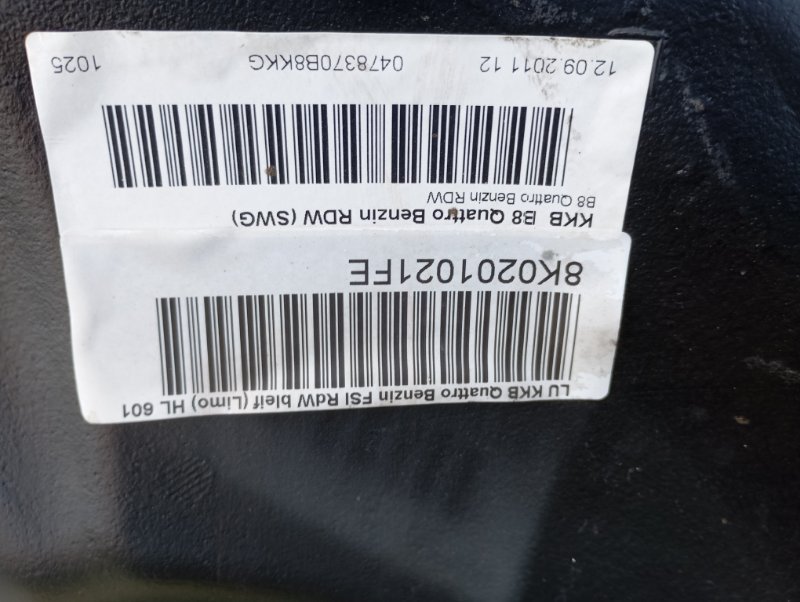 LU KKB Quattro Benzin FSI RdW bleif (Limo) HL 601
8K0201021FE
KKB B8 Quattro Benzin RDW (SWG)
B8 Quattro Benzin RDW
12.09.2011 12 0478370B8KKG 1025